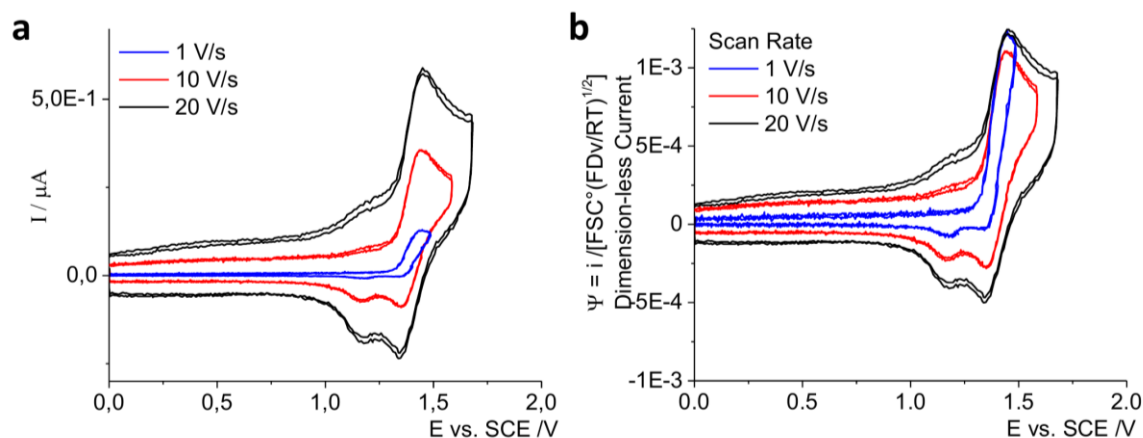 a
1 V/s
10 V/s
20 V/s
5,0E-1
0,0
I / µA
0,0 0,5 1,0 1,5 2,0
E vs. SCE /V
b
Scan Rate
1 V/s
10 V/s
20 V/s
1E-3
5E-4
0
-5E-4
-1E-3
Ψ = i /[FSC°(FDv/RT)^{1/2}]
Dimension-less Current
0,0 0.5 1.0 1.5 2,0
E vs. SCE /V